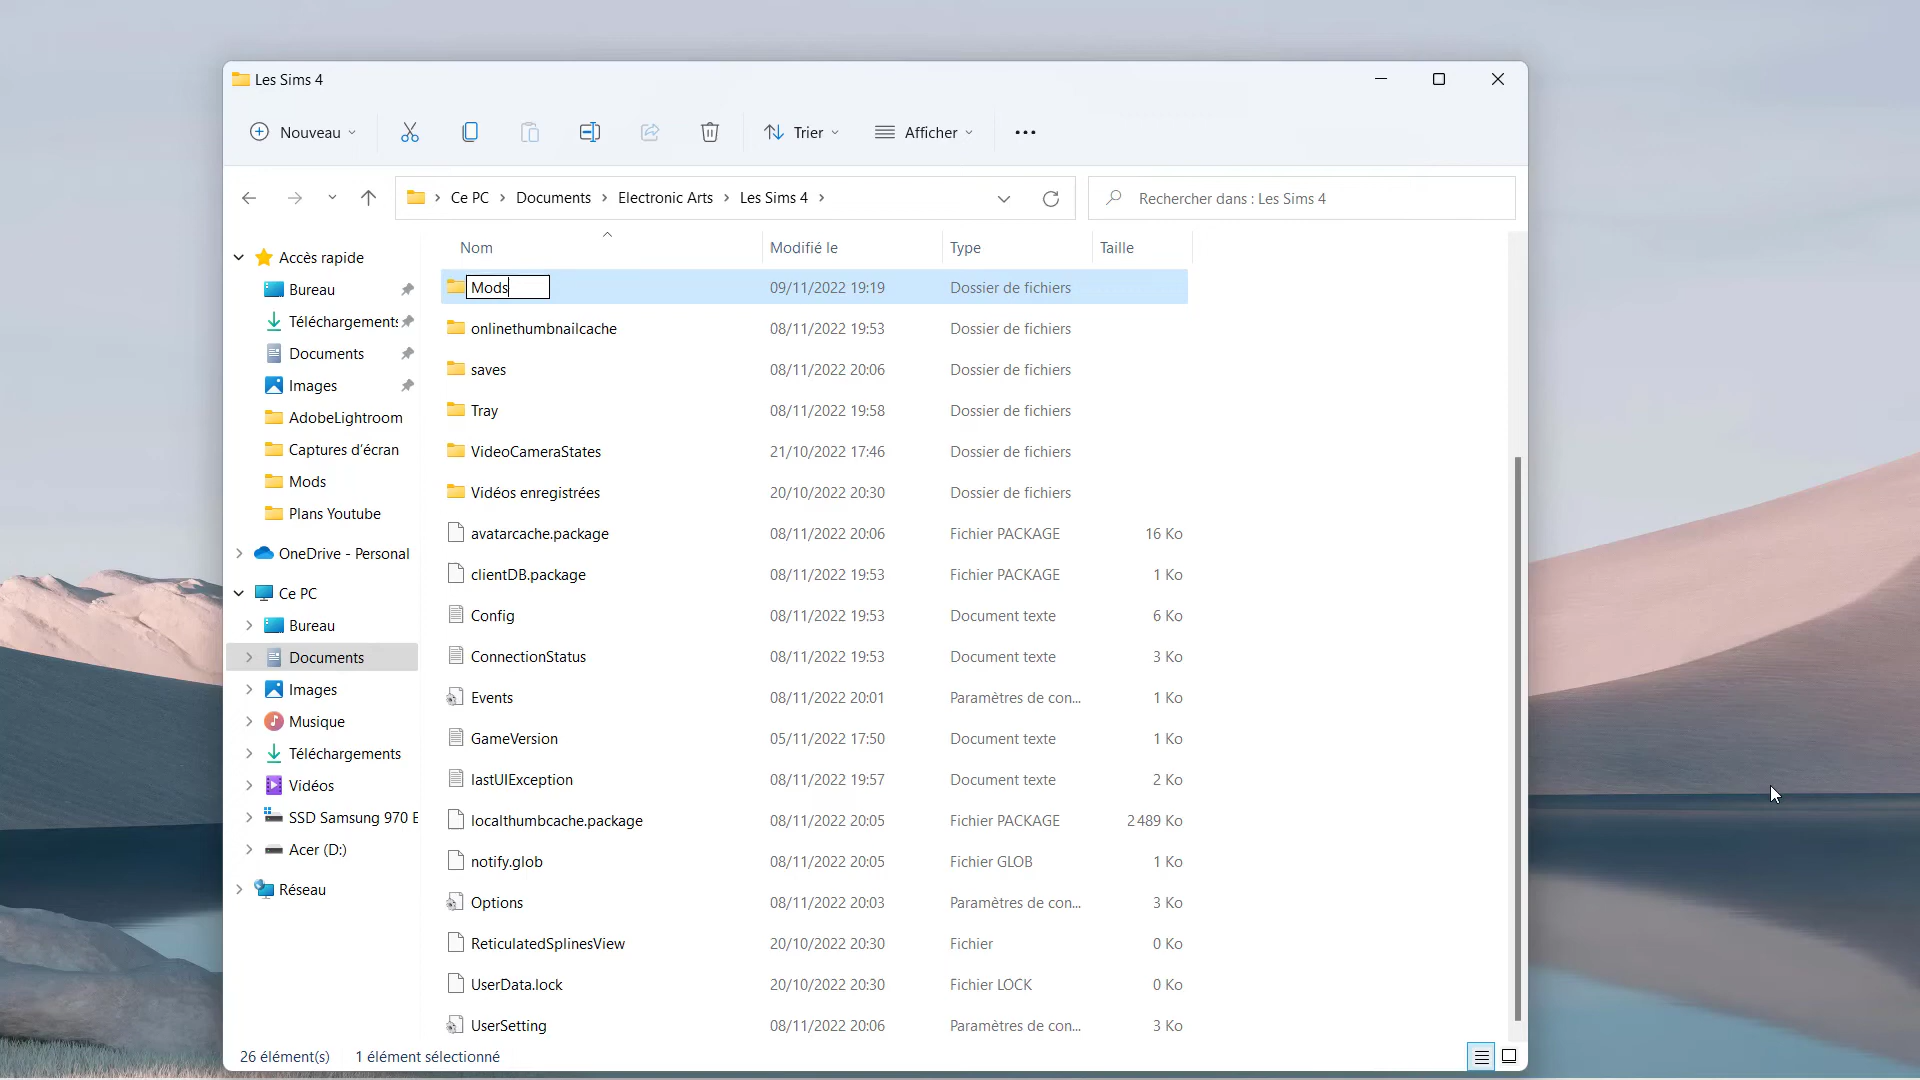 Les Sims 4
Nouveau
Trier
Afficher
Ce PC > Documents > Electronic Arts > Les Sims 4 >
Rechercher dans : Les Sims 4
Accès rapide
Bureau
Téléchargements
Documents
Images
AdobeLightroom
Captures d'écran
Mods
Plans Youtube
OneDrive - Personal
Ce PC
Bureau
Documents
Images
Musique
Téléchargements
Vidéos
SSD Samsung 970 E
Acer (D:)
Réseau
Nom Modifié le Type Taille
Mods 09/11/2022 19:19 Dossier de fichiers
onlinethumbnailcache 08/11/2022 19:53 Dossier de fichiers
saves 08/11/2022 20:06 Dossier de fichiers
Tray 08/11/2022 19:58 Dossier de fichiers
VideoCameraStates 21/10/2022 17:46 Dossier de fichiers
Vidéos enregistrées 20/10/2022 20:30 Dossier de fichiers
avatarcache.package 08/11/2022 20:06 Fichier PACKAGE 16 Ko
clientDB.package 08/11/2022 19:53 Fichier PACKAGE 1 Ko
Config 08/11/2022 19:53 Document texte 6 Ko
ConnectionStatus 08/11/2022 19:53 Document texte 3 Ko
Events 08/11/2022 20:01 Paramètres de con... 1 Ko
GameVersion 05/11/2022 17:50 Document texte 1 Ko
lastUIException 08/11/2022 19:57 Document texte 2 Ko
localthumbcache.package 08/11/2022 20:05 Fichier PACKAGE 2 489 Ko
notify.glob 08/11/2022 20:05 Fichier GLOB 1 Ko
Options 08/11/2022 20:03 Paramètres de con... 3 Ko
ReticulatedSplinesView 20/10/2022 20:30 Fichier 0 Ko
UserData.lock 20/10/2022 20:30 Fichier LOCK 0 Ko
UserSetting 08/11/2022 20:06 Paramètres de con... 3 Ko
26 élément(s) 1 élément sélectionné